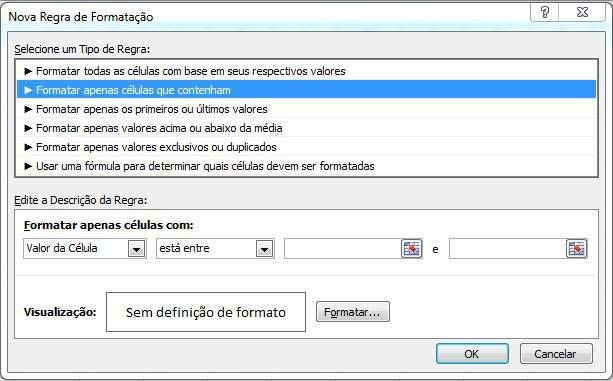 Nova Regra de Formatação
Selecione um Tipo de Regra:
► Formatar todas as células com base em seus respectivos valores
► Formatar apenas células que contenham
► Formatar apenas os primeiros ou últimos valores
► Formatar apenas valores acima ou abaixo da média
► Formatar apenas valores exclusivos ou duplicados
► Usar uma fórmula para determinar quais células devem ser formatadas
Edite a Descrição da Regra:
Formatar apenas células com:
Valor da Célula está entre e
Visualização: Sem definição de formato Formatar...
OK Cancelar